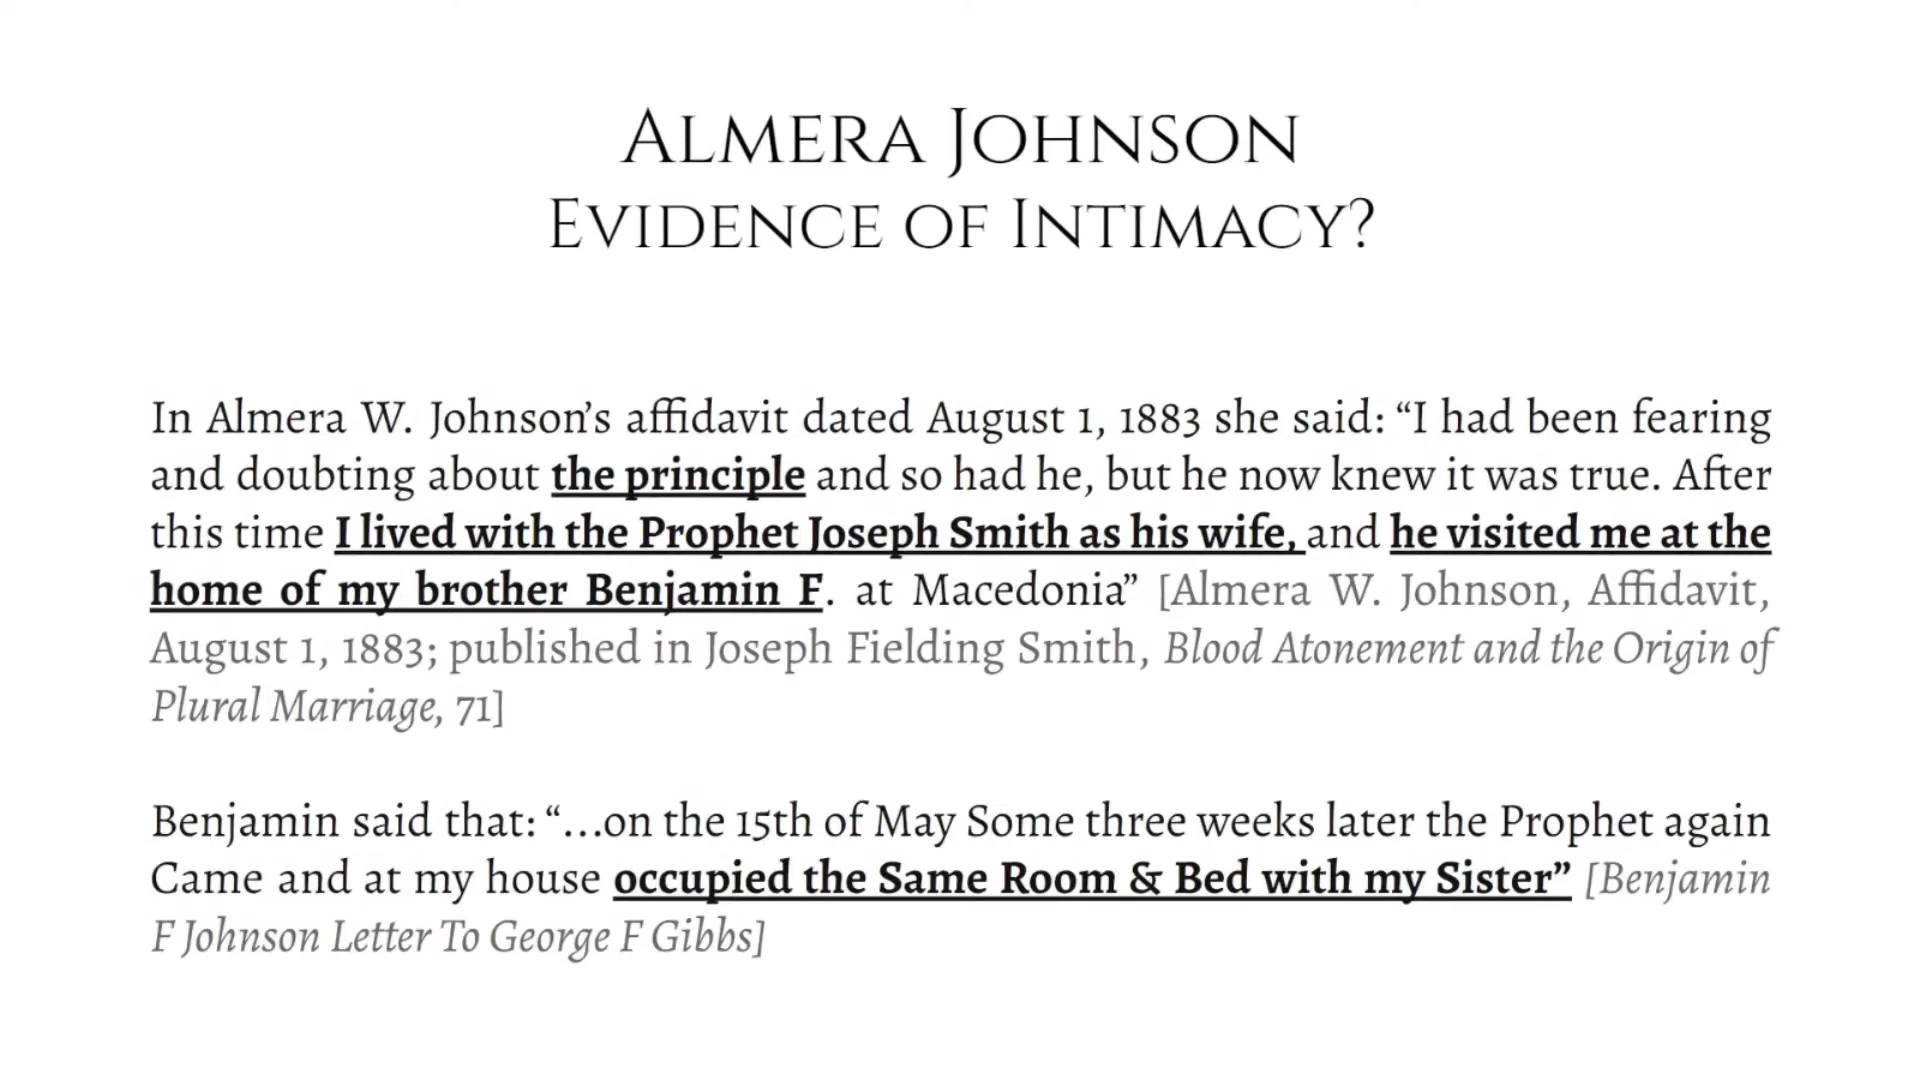 Almera Johnson
Evidence of Intimacy?
In Almera W. Johnson’s affidavit dated August 1, 1883 she said: “I had been fearing
and doubting about the principle and so had he, but he now knew it was true. After
this time I lived with the Prophet Joseph Smith as his wife, and he visited me at the
home of my brother Benjamin F. at Macedonia” [Almera W. Johnson, Affidavit,
August 1, 1883; published in Joseph Fielding Smith, Blood Atonement and the Origin of
Plural Marriage, 71]
Benjamin said that: “…on the 15th of May Some three weeks later the Prophet again
Came and at my house occupied the Same Room & Bed with my Sister” [Benjamin
F Johnson Letter To George F Gibbs]